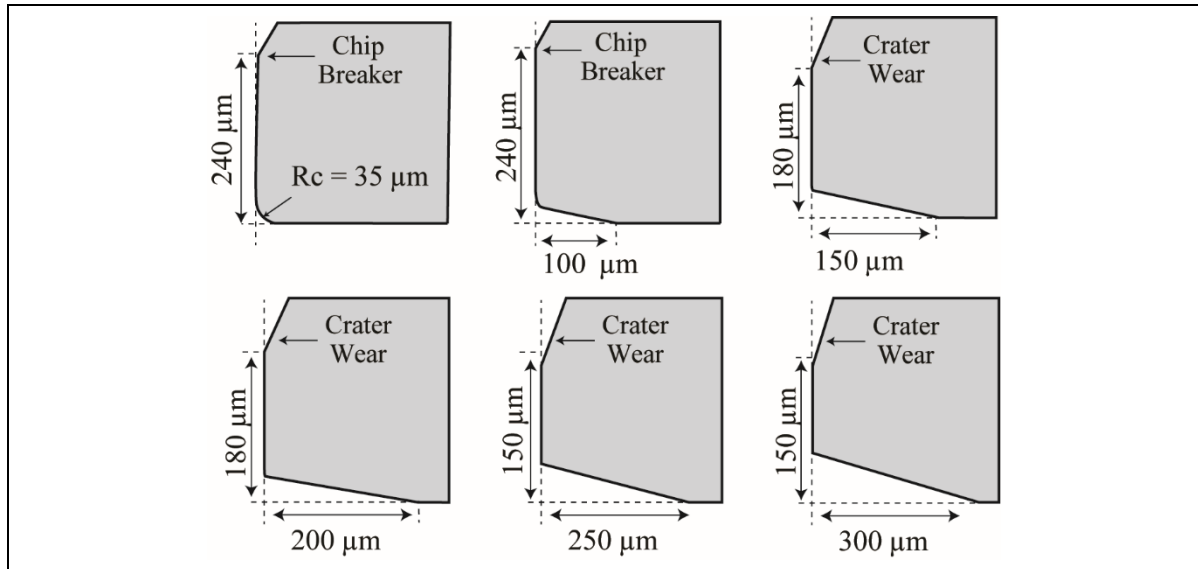 Chip
Breaker
240 µm
Rc = 35 µm
Chip
Breaker
240 µm
100 µm
Crater
Wear
180 µm
150 µm
Crater
Wear
180 µm
200 µm
Crater
Wear
150 µm
250 µm
Crater
Wear
150 µm
300 µm